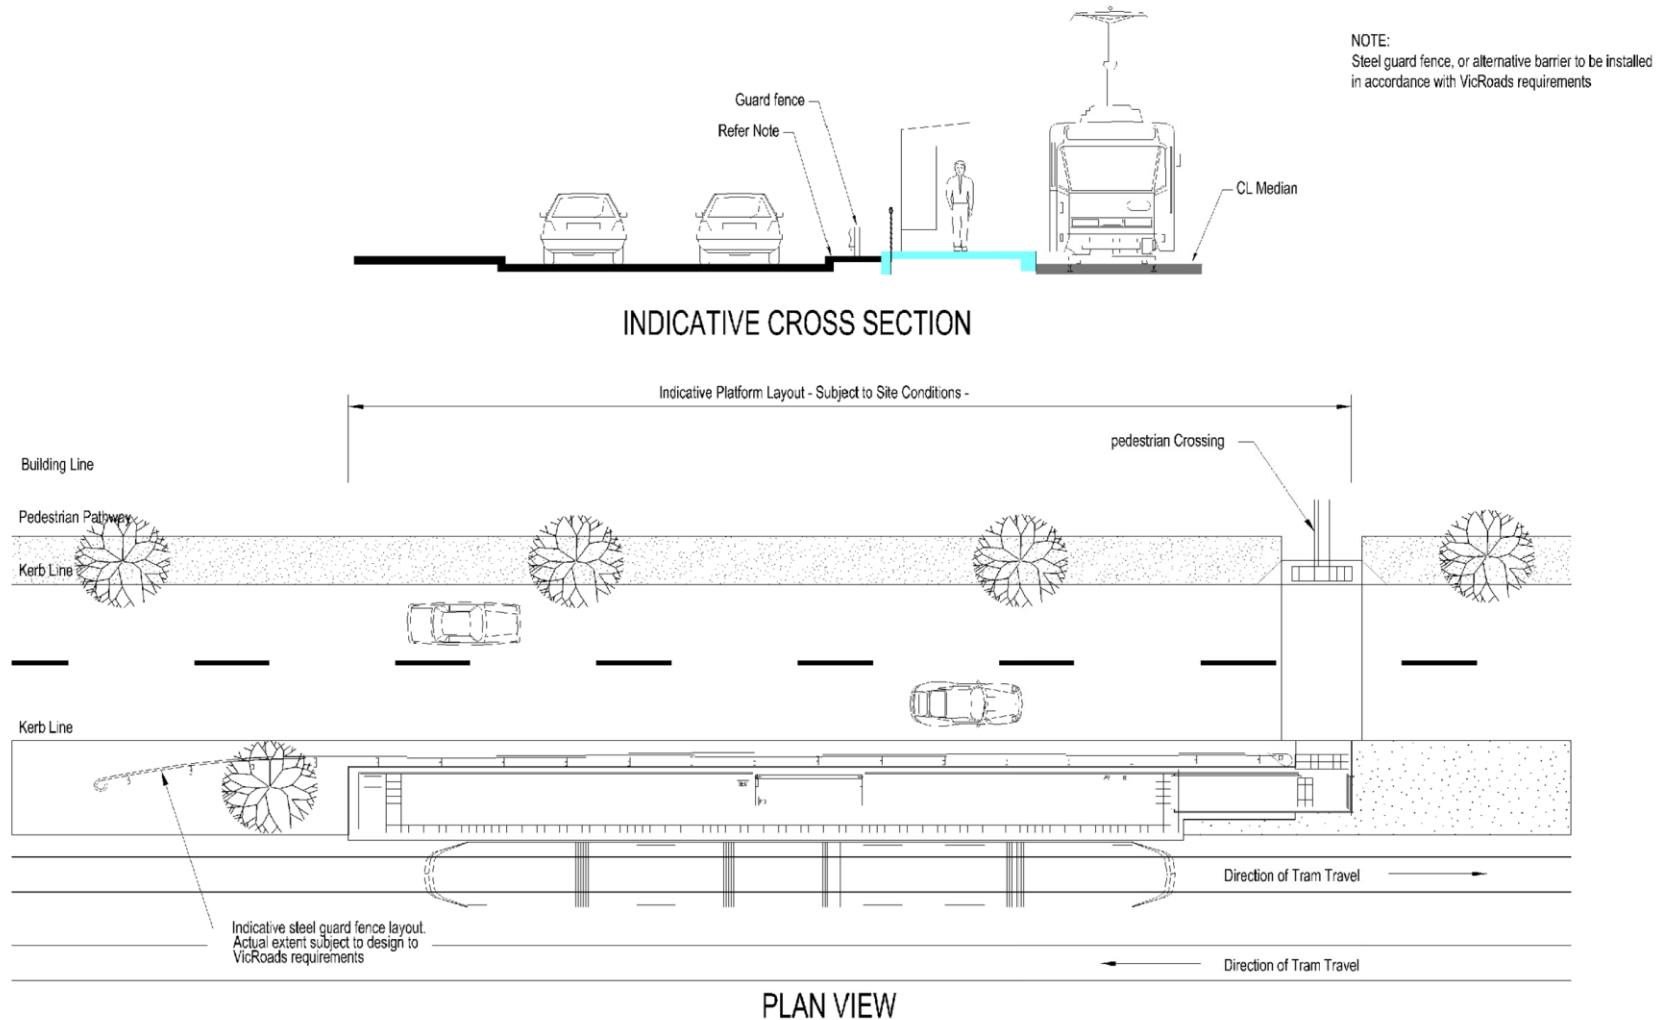 NOTE:
Steel guard fence, or alternative barrier to be installed
in accordance with VicRoads requirements
Guard fence
Refer Note
CL Median
INDICATIVE CROSS SECTION
Indicative Platform Layout - Subject to Site Conditions -
pedestrian Crossing
Building Line
Pedestrian Pathway
Kerb Line
Kerb Line
Direction of Tram Travel
Indicative steel guard fence layout.
Actual extent subject to design to
VicRoads requirements
Direction of Tram Travel
PLAN VIEW